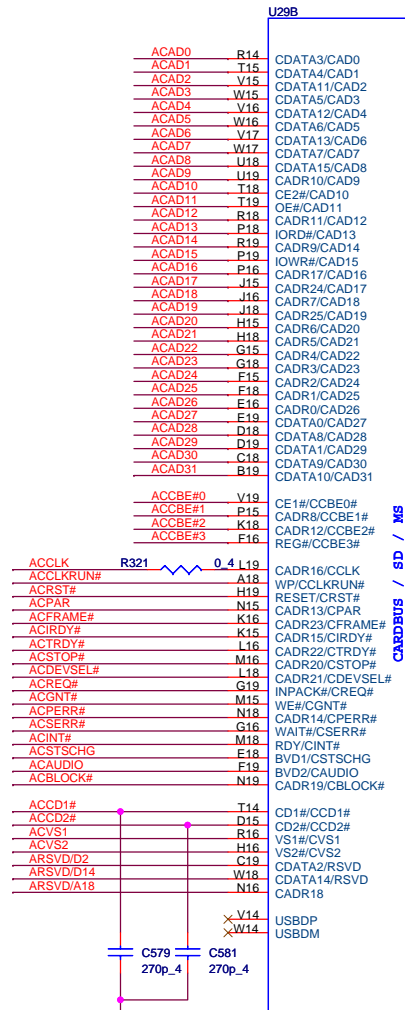 U29B
ACAD0 R14 CDATA3/CAD0
ACAD1 T15 CDATA4/CAD1
ACAD2 V15 CDATA11/CAD2
ACAD3 W15 CDATA5/CAD3
ACAD4 V16 CDATA12/CAD4
ACAD5 W16 CDATA6/CAD5
ACAD6 V17 CDATA13/CAD6
ACAD7 W17 CDATA7/CAD7
ACAD8 U18 CDATA15/CAD8
ACAD9 U19 CADR10/CAD9
ACAD10 T18 CE2#/CAD10
ACAD11 T19 OE#/CAD11
ACAD12 R18 CADR11/CAD12
ACAD13 P18 IORD#/CAD13
ACAD14 R19 CADR9/CAD14
ACAD15 P19 IOWR#/CAD15
ACAD16 P16 CADR17/CAD16
ACAD17 J15 CADR24/CAD17
ACAD18 J16 CADR7/CAD18
ACAD19 J18 CADR25/CAD19
ACAD20 H15 CADR6/CAD20
ACAD21 H18 CADR5/CAD21
ACAD22 G15 CADR4/CAD22
ACAD23 G18 CADR3/CAD23
ACAD24 F15 CADR2/CAD24
ACAD25 F18 CADR1/CAD25
ACAD26 E16 CADR0/CAD26
ACAD27 E19 CDATA0/CAD27
ACAD28 D18 CDATA8/CAD28
ACAD29 D19 CDATA1/CAD29
ACAD30 C18 CDATA9/CAD30
ACAD31 B19 CDATA10/CAD31
ACCBE#0 V19 CE1#/CCBE0#
ACCBE#1 P15 CADR8/CCBE1#
ACCBE#2 K18 CADR12/CCBE2#
ACCBE#3 F16 REG#/CCBE3#
ACCLK R321 0_4 L19 CADR16/CCLK
ACCLKRUN# A18 WP/CCLKRUN#
ACRST# H19 RESET/CRST#
ACPAR N15 CADR13/CPAR
ACFRAME# K16 CADR23/CFRAME#
ACIRDY# K15 CADR15/CIRDY#
ACTRDY# L16 CADR22/CTRDY#
ACSTOP# M16 CADR20/CSTOP#
ACDEVSEL# L18 CADR21/CDEVSEL#
ACREQ# G19 INPACK#/CREQ#
ACGNT# M15 WE#/CGNT#
ACPERR# N18 CADR14/CPERR#
ACSERR# G16 WAIT#/CSERR#
ACINT# M18 RDY/CINT#
ACSTSCHG E18 BVD1/CSTSCHG
ACAUDIO F19 BVD2/CAUDIO
ACBLOCK# N19 CADR19/CBLOCK#
CARDBUS / SD / MS
ACCD1# T14 CD1#/CCD1#
ACCD2# D15 CD2#/CCD2#
ACVS1 R16 VS1#/CVS1
ACVS2 H16 VS2#/CVS2
ARSVD/D2 C19 CDATA2/RSVD
ARSVD/D14 W18 CDATA14/RSVD
ARSVD/A18 N16 CADR18
V14 USBDP
W14 USBDM
C579 C581
270p_4 270p_4